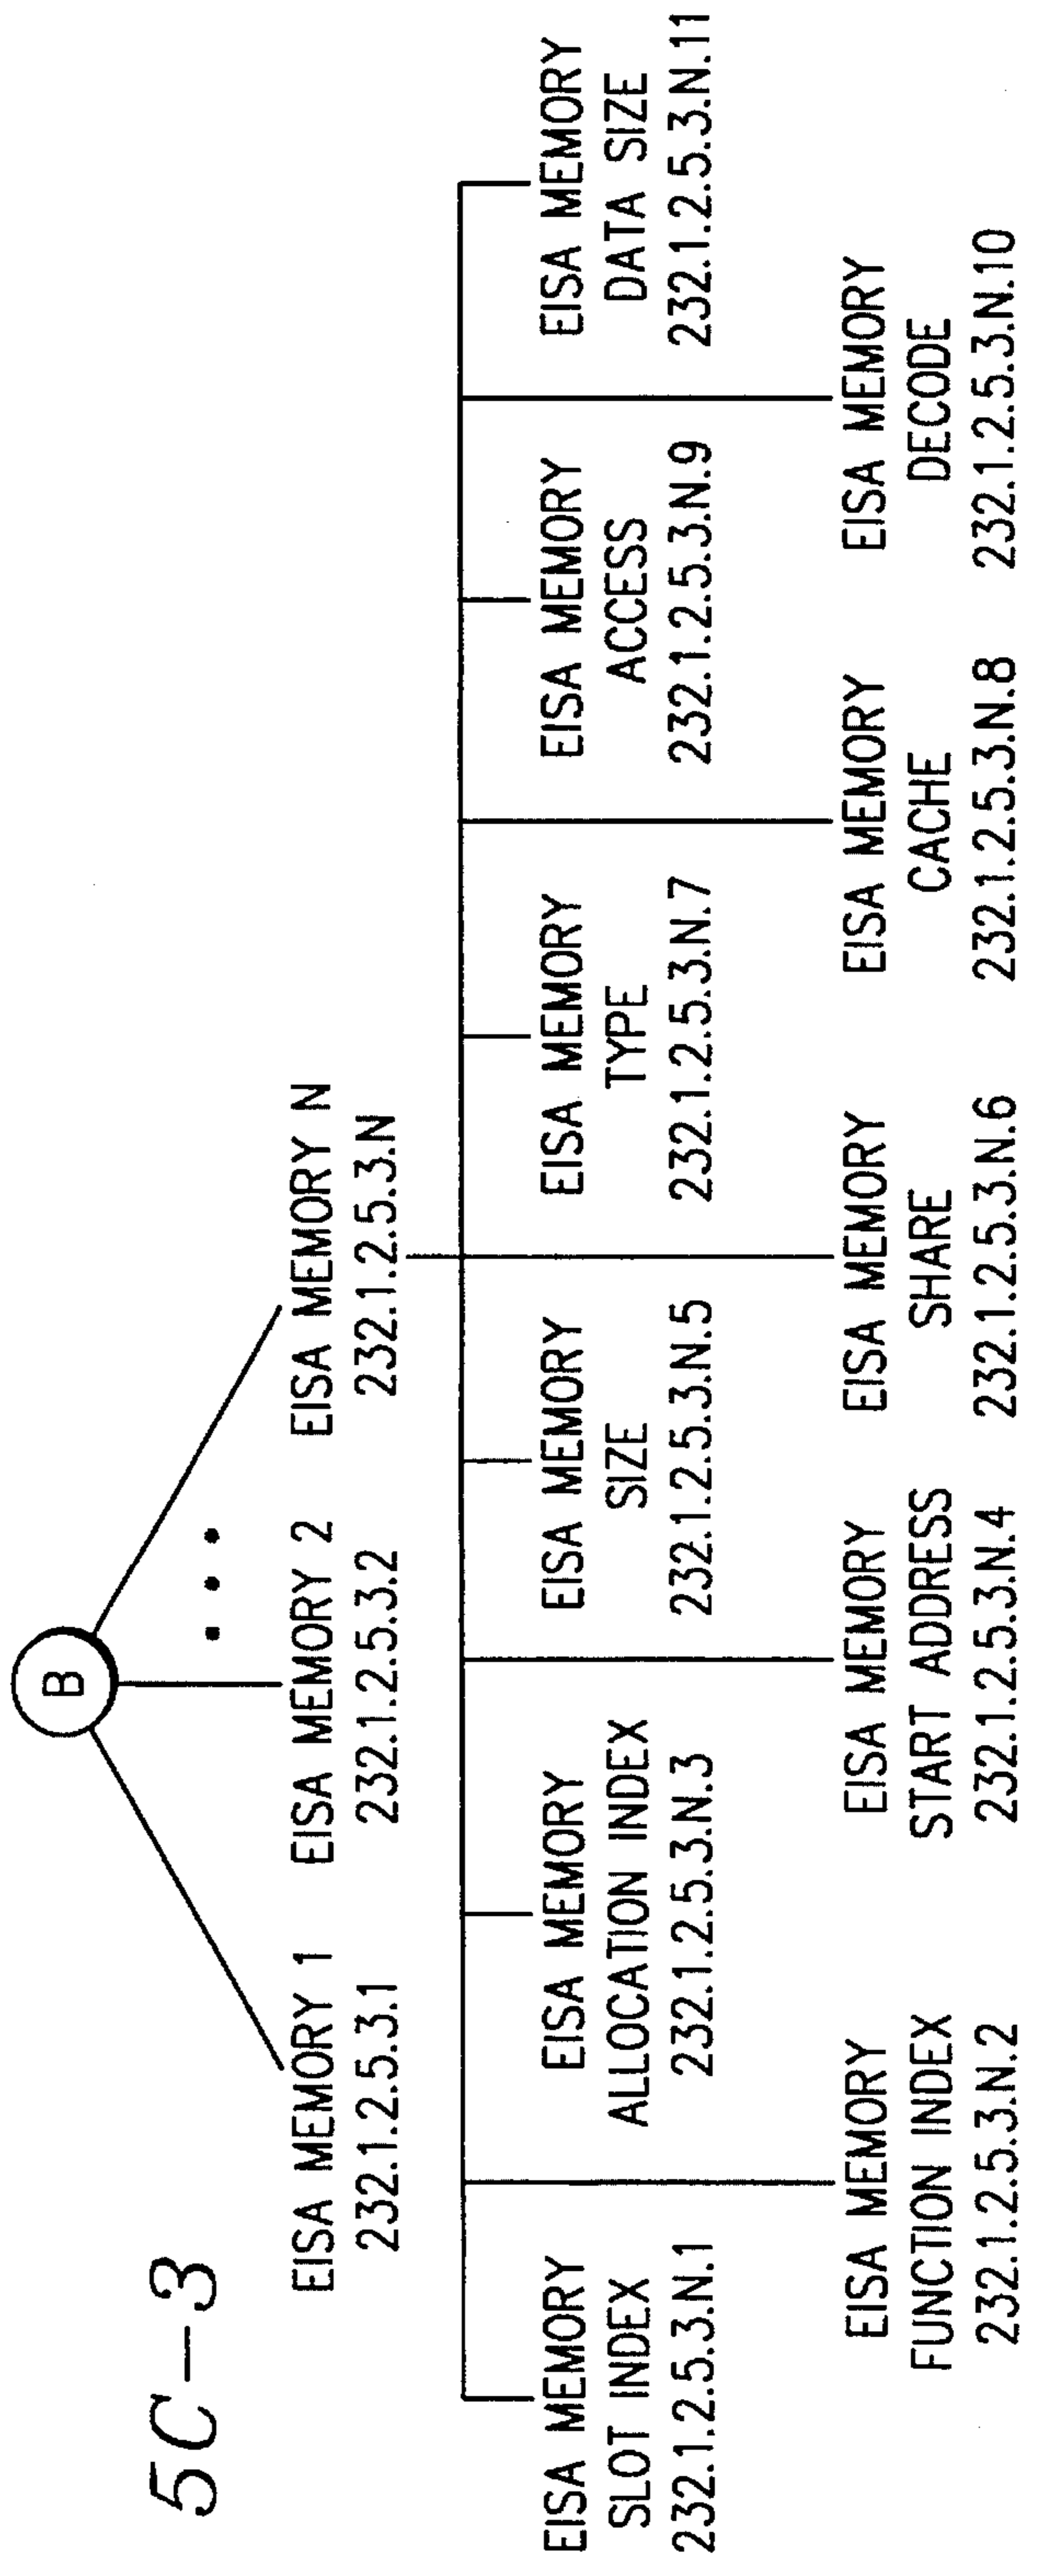 5C-3
B
EISA MEMORY 1
232.1.2.5.3.1
EISA MEMORY 2
232.1.2.5.3.2
EISA MEMORY N
232.1.2.5.3.N
EISA MEMORY
SLOT INDEX
232.1.2.5.3.N.1
EISA MEMORY
FUNCTION INDEX
232.1.2.5.3.N.2
EISA MEMORY
ALLOCATION INDEX
232.1.2.5.3.N.3
EISA MEMORY
START ADDRESS
232.1.2.5.3.N.4
EISA MEMORY
SIZE
232.1.2.5.3.N.5
EISA MEMORY
SHARE
232.1.2.5.3.N.6
EISA MEMORY
TYPE
232.1.2.5.3.N.7
EISA MEMORY
CACHE
232.1.2.5.3.N.8
EISA MEMORY
ACCESS
232.1.2.5.3.N.9
EISA MEMORY
DECODE
232.1.2.5.3.N.10
EISA MEMORY
DATA SIZE
232.1.2.5.3.N.11